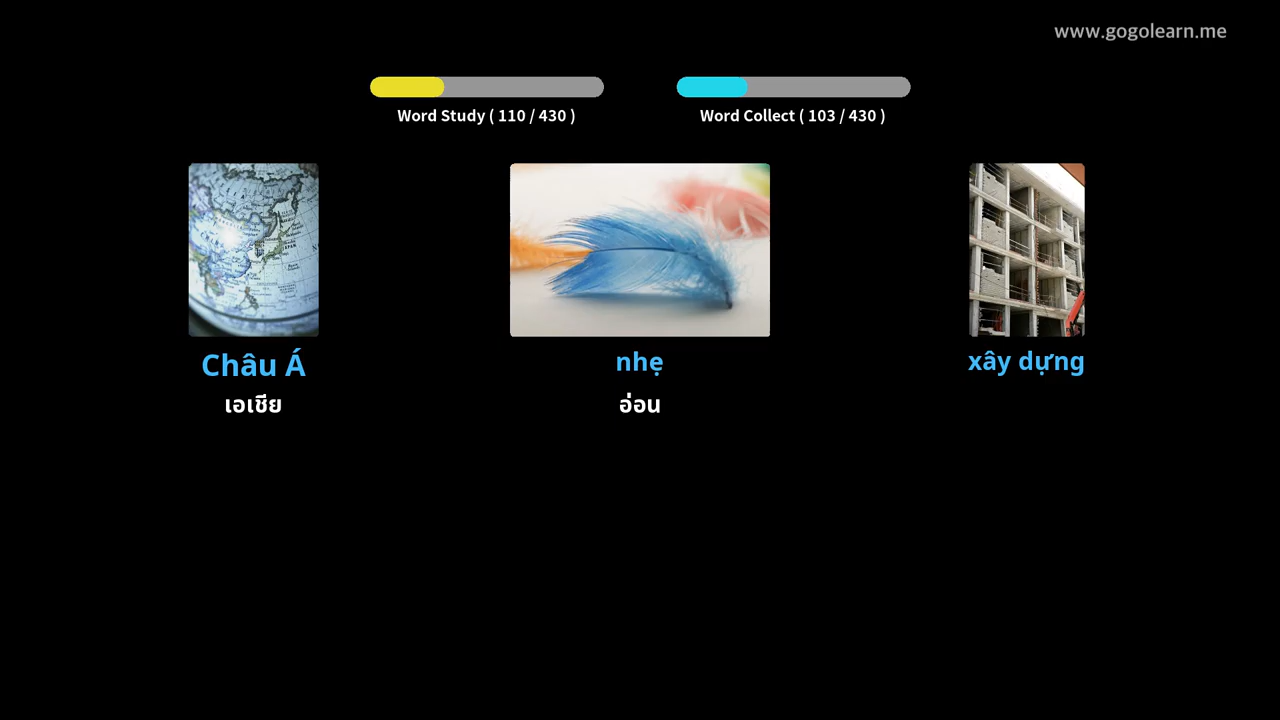 www.gogolearn.me
Word Study ( 110 / 430 )
Word Collect ( 103 / 430 )
Châu Á
nhẹ
xây dựng
เอเชีย
อ่อน